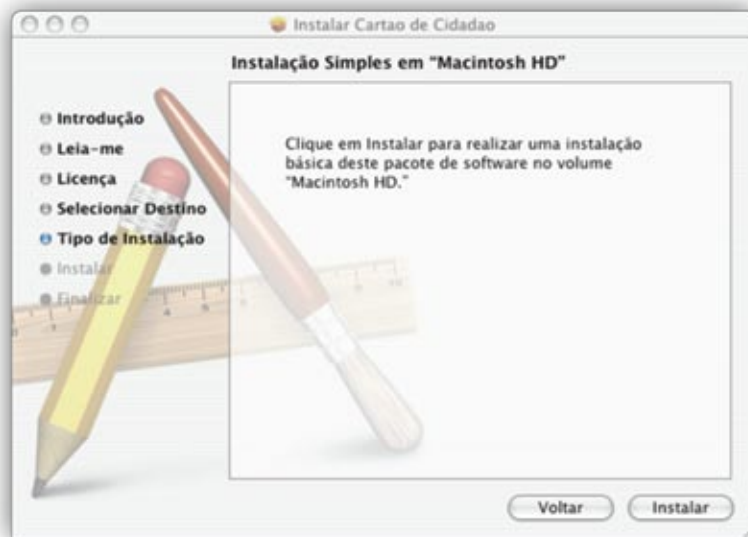 Instalar Cartao de Cidadao
Instalação Simples em “Macintosh HD”
Introdução
Leia-me
Licença
Selecionar Destino
Tipo de Instalação
Instalar
Finalizar
Clique em Instalar para realizar uma instalação
básica deste pacote de software no volume
“Macintosh HD.”
Voltar
Instalar